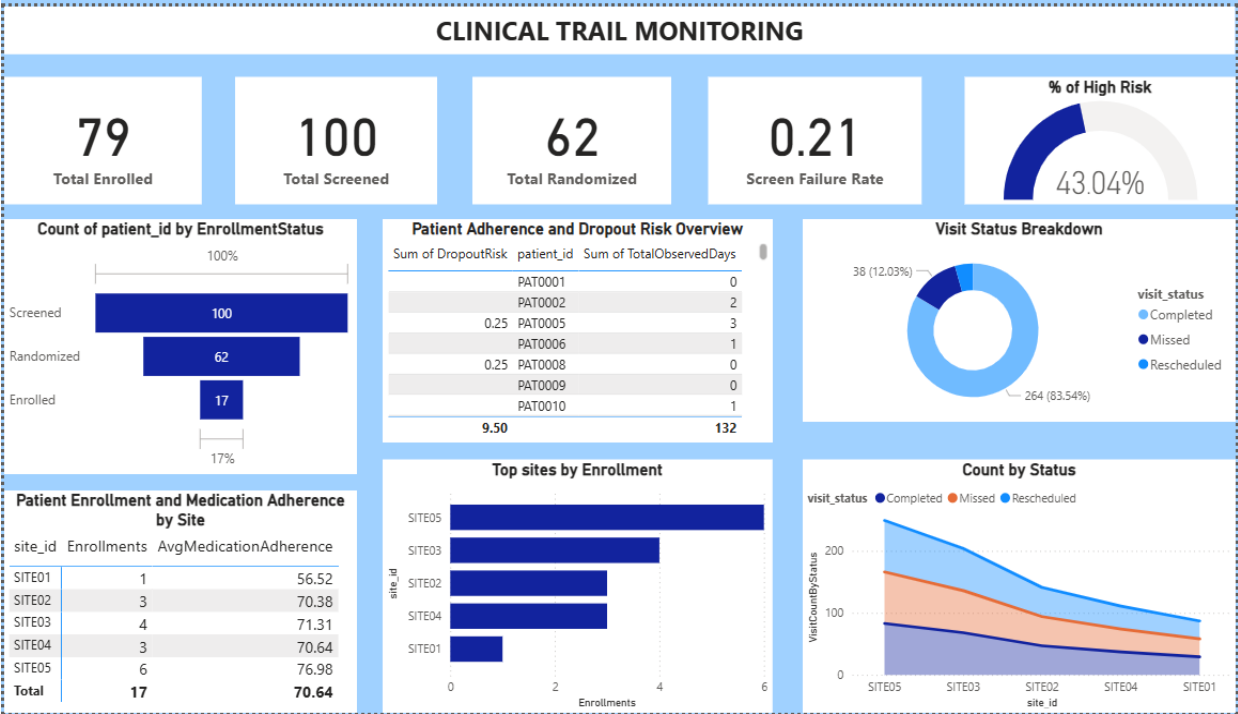 CLINICAL TRAIL MONITORING
79
Total Enrolled
100
Total Screened
62
Total Randomized
0.21
Screen Failure Rate
% of High Risk
43.04%
Count of patient_id by EnrollmentStatus
100%
Screened 100
Randomized 62
Enrolled 17
17%
Patient Adherence and Dropout Risk Overview
Sum of DropoutRisk patient_id Sum of TotalObservedDays
PAT0001 0
PAT0002 2
0.25 PAT0005 3
PAT0006 1
0.25 PAT0008 0
PAT0009 0
PAT0010 1
9.50 132
Visit Status Breakdown
38 (12.03%)
264 (83.54%)
visit_status
Completed
Missed
Rescheduled
Patient Enrollment and Medication Adherence
by Site
site_id Enrollments AvgMedicationAdherence
SITE01 1 56.52
SITE02 3 70.38
SITE03 4 71.31
SITE04 3 70.64
SITE05 6 76.98
Total 17 70.64
Top sites by Enrollment
site_id
SITE05
SITE03
SITE02
SITE04
SITE01
0 2 4 6
Enrollments
Count by Status
visit_status Completed Missed Rescheduled
VisitCountByStatus
200
100
0
SITE05 SITE03 SITE02 SITE04 SITE01
site_id